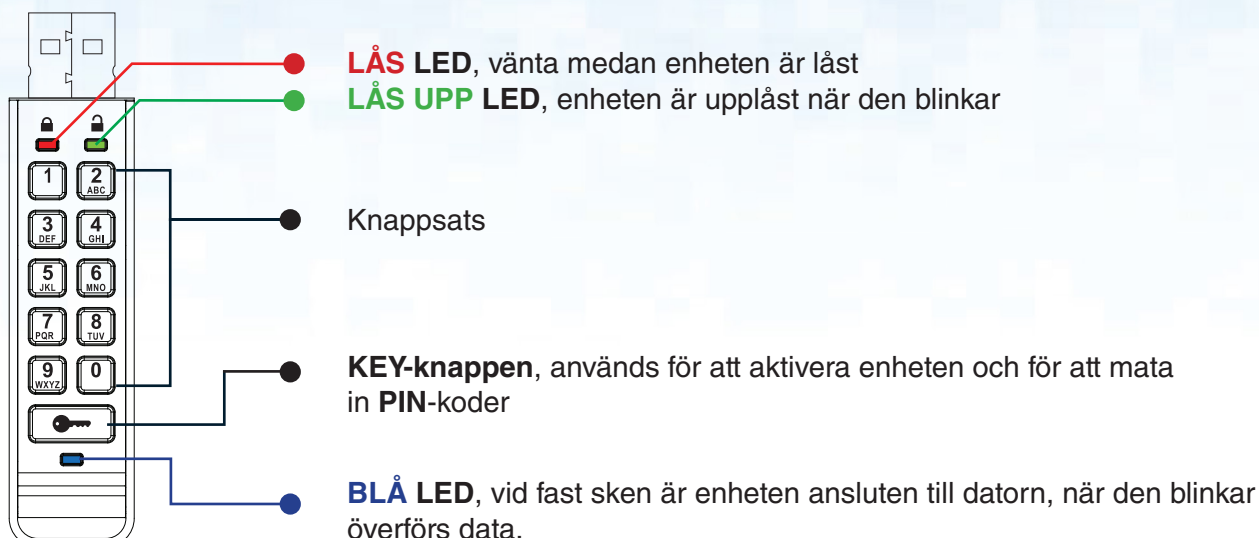 LÅS LED, vänta medan enheten är låst
LÅS UPP LED, enheten är upplåst när den blinkar
1 2
ABC
Knappsats
3 4
DEF GHI
5 6
JKL MNO
7 8
PQR TUV
9 0
WXYZ
KEY-knappen, används för att aktivera enheten och för att mata
in PIN-koder
BLÅ LED, vid fast sken är enheten ansluten till datorn, när den blinkar
överförs data.